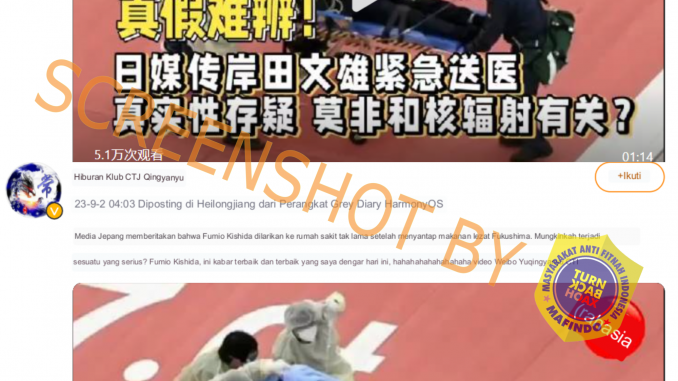 真假难辨！
日媒传岸田文雄紧急送医
真实性存疑 莫非和核辐射有关？
5.1万次观看
01:14
Hiburan Klub CTJ Qingyanyu
+Ikuti
23-9-2 04:03 Diposting di Heilongjiang dari Perangkat Grey Diary HarmonyOS
Media Jepang memberitakan bahwa Fumio Kishida dilarikan ke rumah sakit tak lama setelah menyantap makanan lezat Fukushima. Mungkinkah terjadi
sesuatu yang serius? Fumio Kishida, ini kabar terbaik dan terbaik yang saya dengar hari ini, hahahahahahahahaha video Weibo Yuqing
SCREENSHOT BY
MASYARAKAT ANTI FITNAH INDONESIA
TURN
BACK
HOAX
MAFINDO